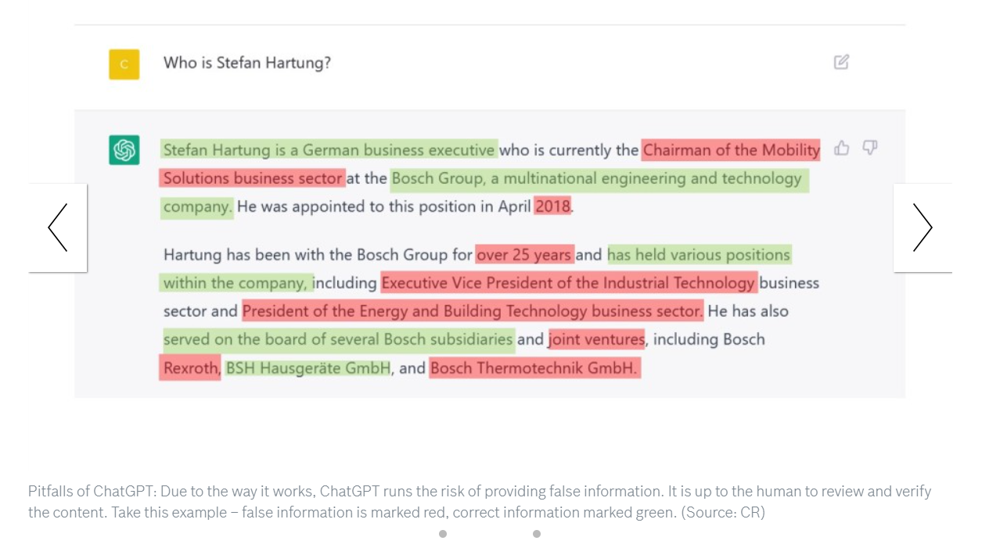 C
Who is Stefan Hartung?
Stefan Hartung is a German business executive who is currently the Chairman of the Mobility
Solutions business sector at the Bosch Group, a multinational engineering and technology
company. He was appointed to this position in April 2018.
Hartung has been with the Bosch Group for over 25 years and has held various positions
within the company, including Executive Vice President of the Industrial Technology business
sector and President of the Energy and Building Technology business sector. He has also
served on the board of several Bosch subsidiaries and joint ventures, including Bosch
Rexroth, BSH Hausgeräte GmbH, and Bosch Thermotechnik GmbH.
Pitfalls of ChatGPT: Due to the way it works, ChatGPT runs the risk of providing false information. It is up to the human to review and verify
the content. Take this example – false information is marked red, correct information marked green. (Source: CR)